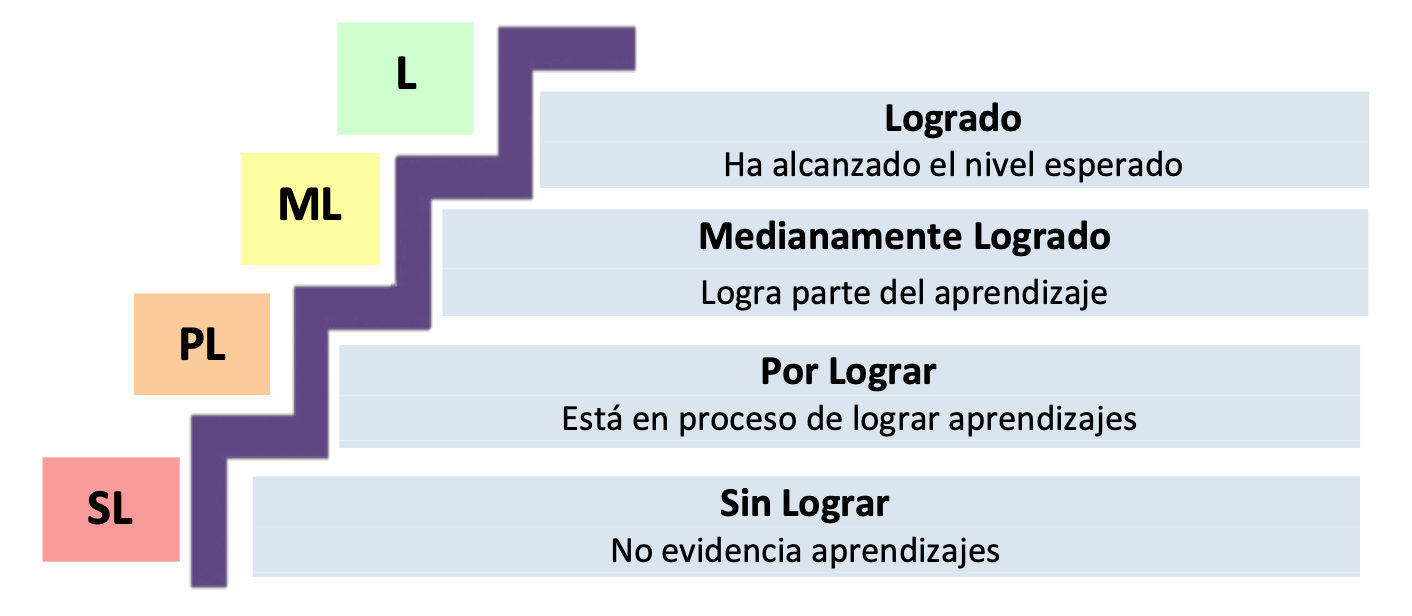 L
Logrado
Ha alcanzado el nivel esperado
ML
Medianamente Logrado
Logra parte del aprendizaje
PL
Por Lograr
Está en proceso de lograr aprendizajes
SL
Sin Lograr
No evidencia aprendizajes